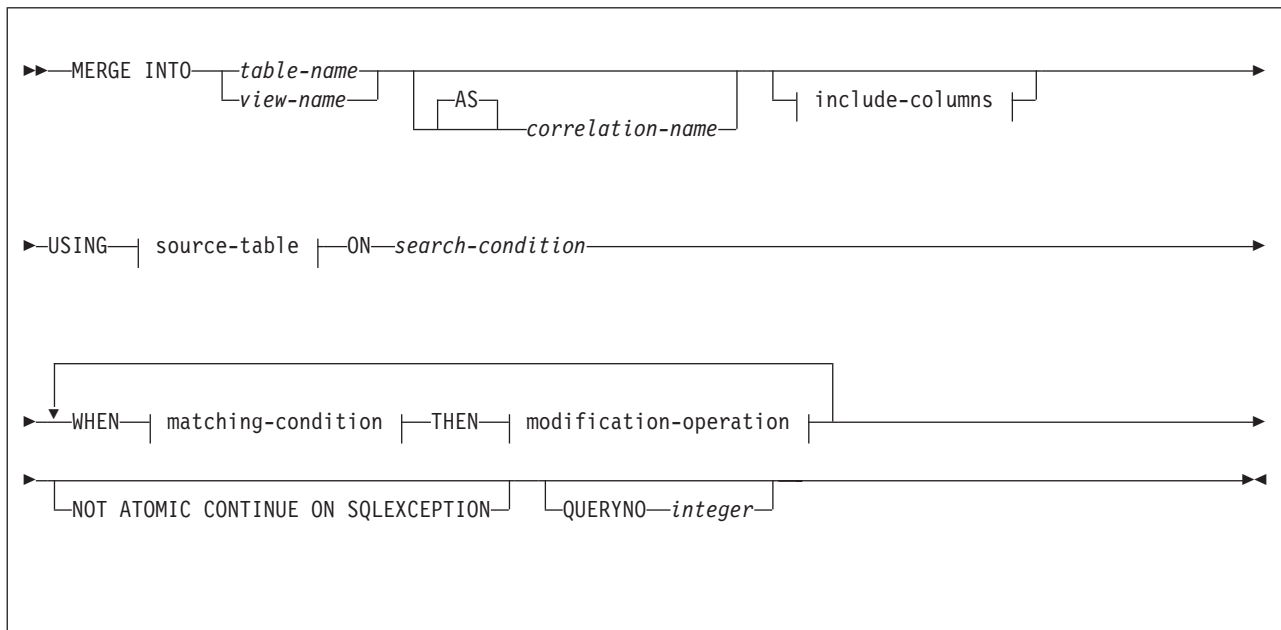 MERGE INTO table-name
view-name
AS
correlation-name
include-columns
USING source-table ON search-condition
WHEN matching-condition THEN modification-operation
NOT ATOMIC CONTINUE ON SQLEXCEPTION
QUERYNO integer